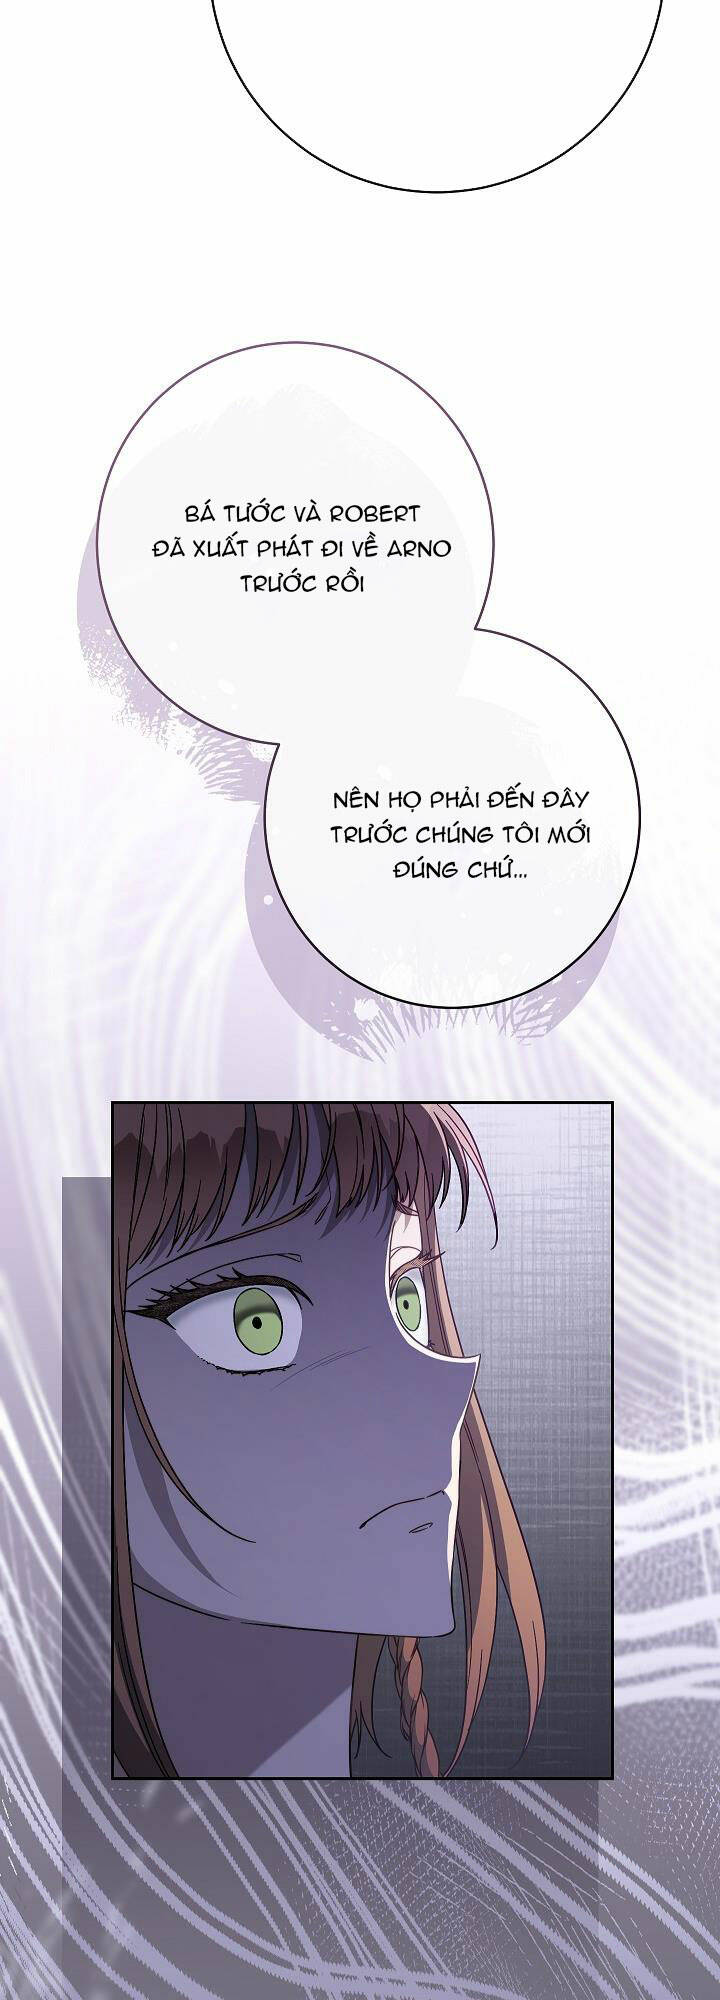 BÁ TƯỚC VÀ ROBERT
ĐÃ XUẤT PHÁT ĐI VỀ ARNO
TRƯỚC RỒI
NÊN HỌ PHẢI ĐẾN ĐÂY
TRƯỚC CHÚNG TÔI MỚI
ĐÚNG CHỨ...